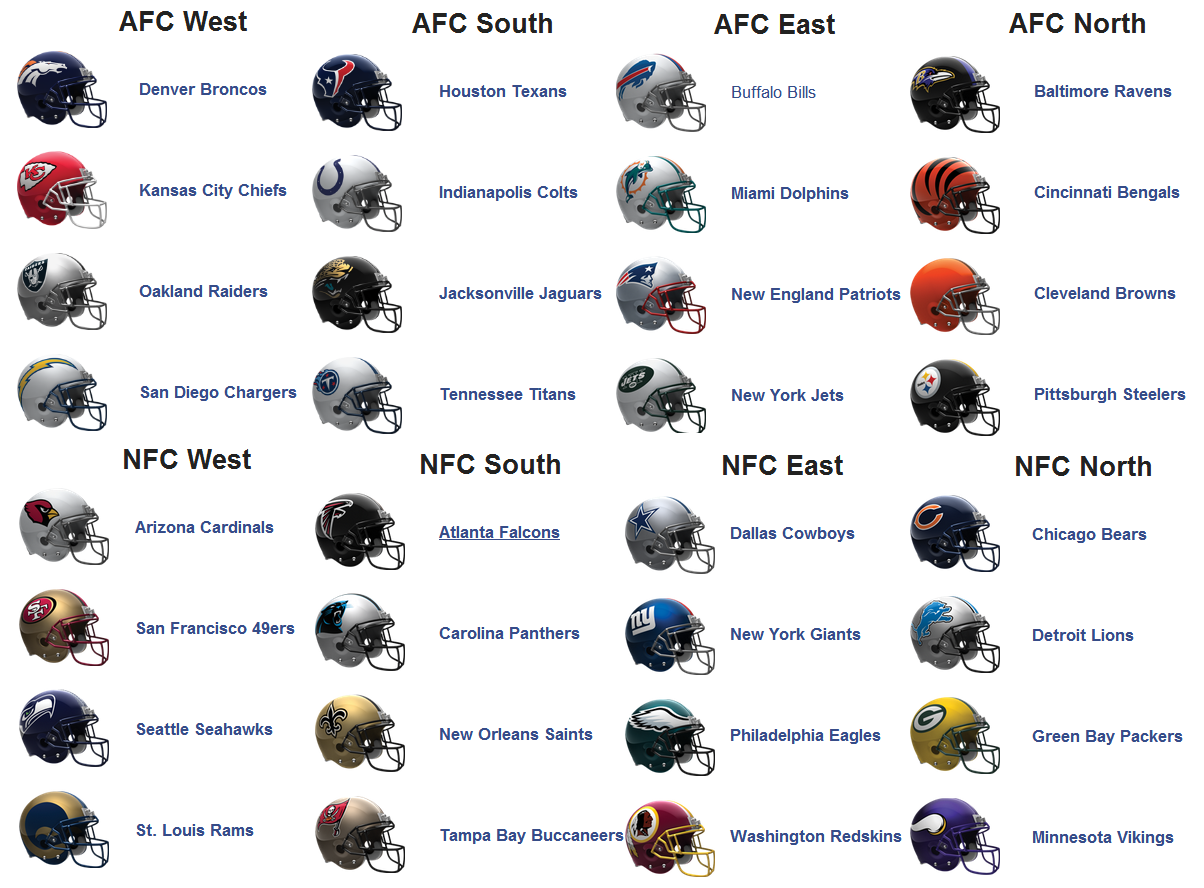 AFC West AFC South AFC East AFC North
Denver Broncos Houston Texans Buffalo Bills Baltimore Ravens
Kansas City Chiefs Indianapolis Colts Miami Dolphins Cincinnati Bengals
Oakland Raiders Jacksonville Jaguars New England Patriots Cleveland Browns
San Diego Chargers Tennessee Titans New York Jets Pittsburgh Steelers
NFC West NFC South NFC East NFC North
Arizona Cardinals Atlanta Falcons Dallas Cowboys Chicago Bears
San Francisco 49ers Carolina Panthers New York Giants Detroit Lions
Seattle Seahawks New Orleans Saints Philadelphia Eagles Green Bay Packers
St. Louis Rams Tampa Bay Buccaneers Washington Redskins Minnesota Vikings